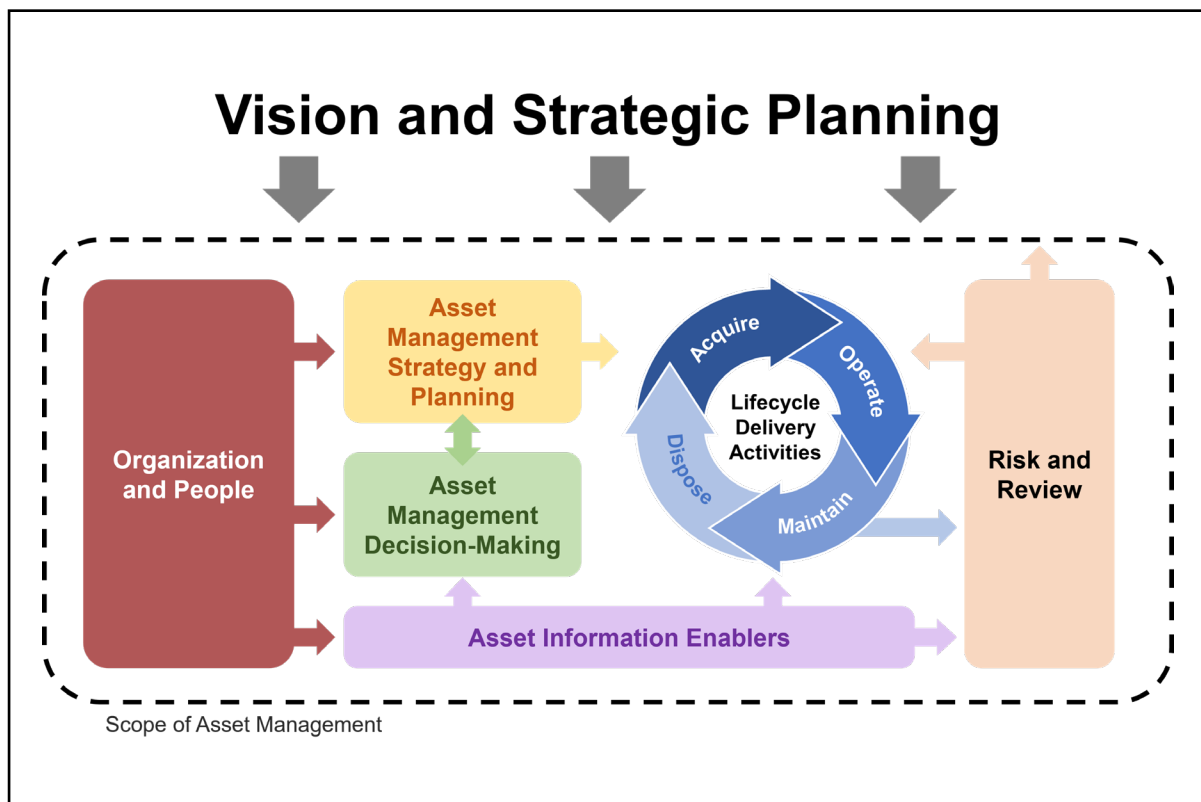 Vision and Strategic Planning
Organization
and People
Asset
Management
Strategy and
Planning
Asset
Management
Decision-Making
Acquire
Operate
Maintain
Dispose
Lifecycle
Delivery
Activities
Risk and
Review
Asset Information Enablers
Scope of Asset Management